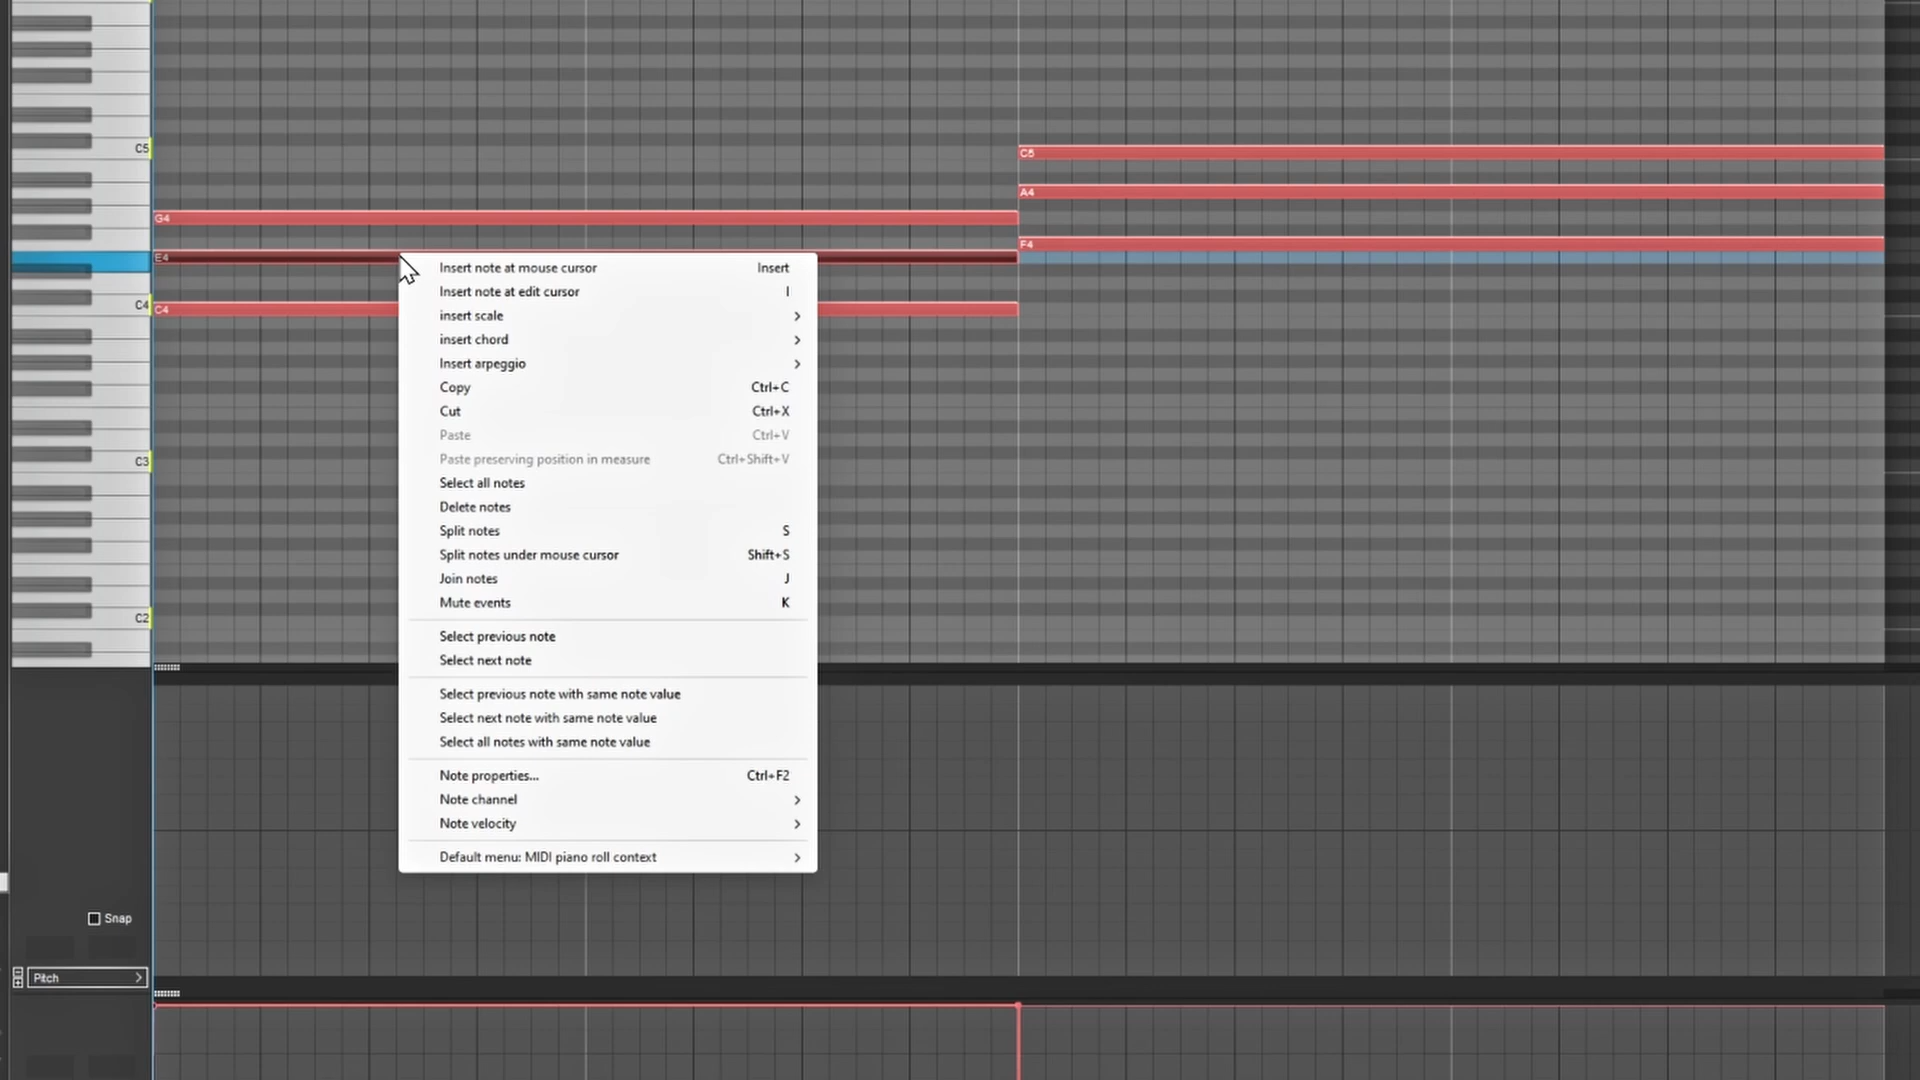 C5
C5
A4
G4
F4
E4
C4
C4
C3
C2
Insert note at mouse cursor Insert
Insert note at edit cursor I
insert scale
insert chord
Insert arpeggio
Copy Ctrl+C
Cut Ctrl+X
Paste Ctrl+V
Paste preserving position in measure Ctrl+Shift+V
Select all notes
Delete notes
Split notes S
Split notes under mouse cursor Shift+S
Join notes J
Mute events K
Select previous note
Select next note
Select previous note with same note value
Select next note with same note value
Select all notes with same note value
Note properties... Ctrl+F2
Note channel
Note velocity
Default menu: MIDI piano roll context
Snap
Pitch